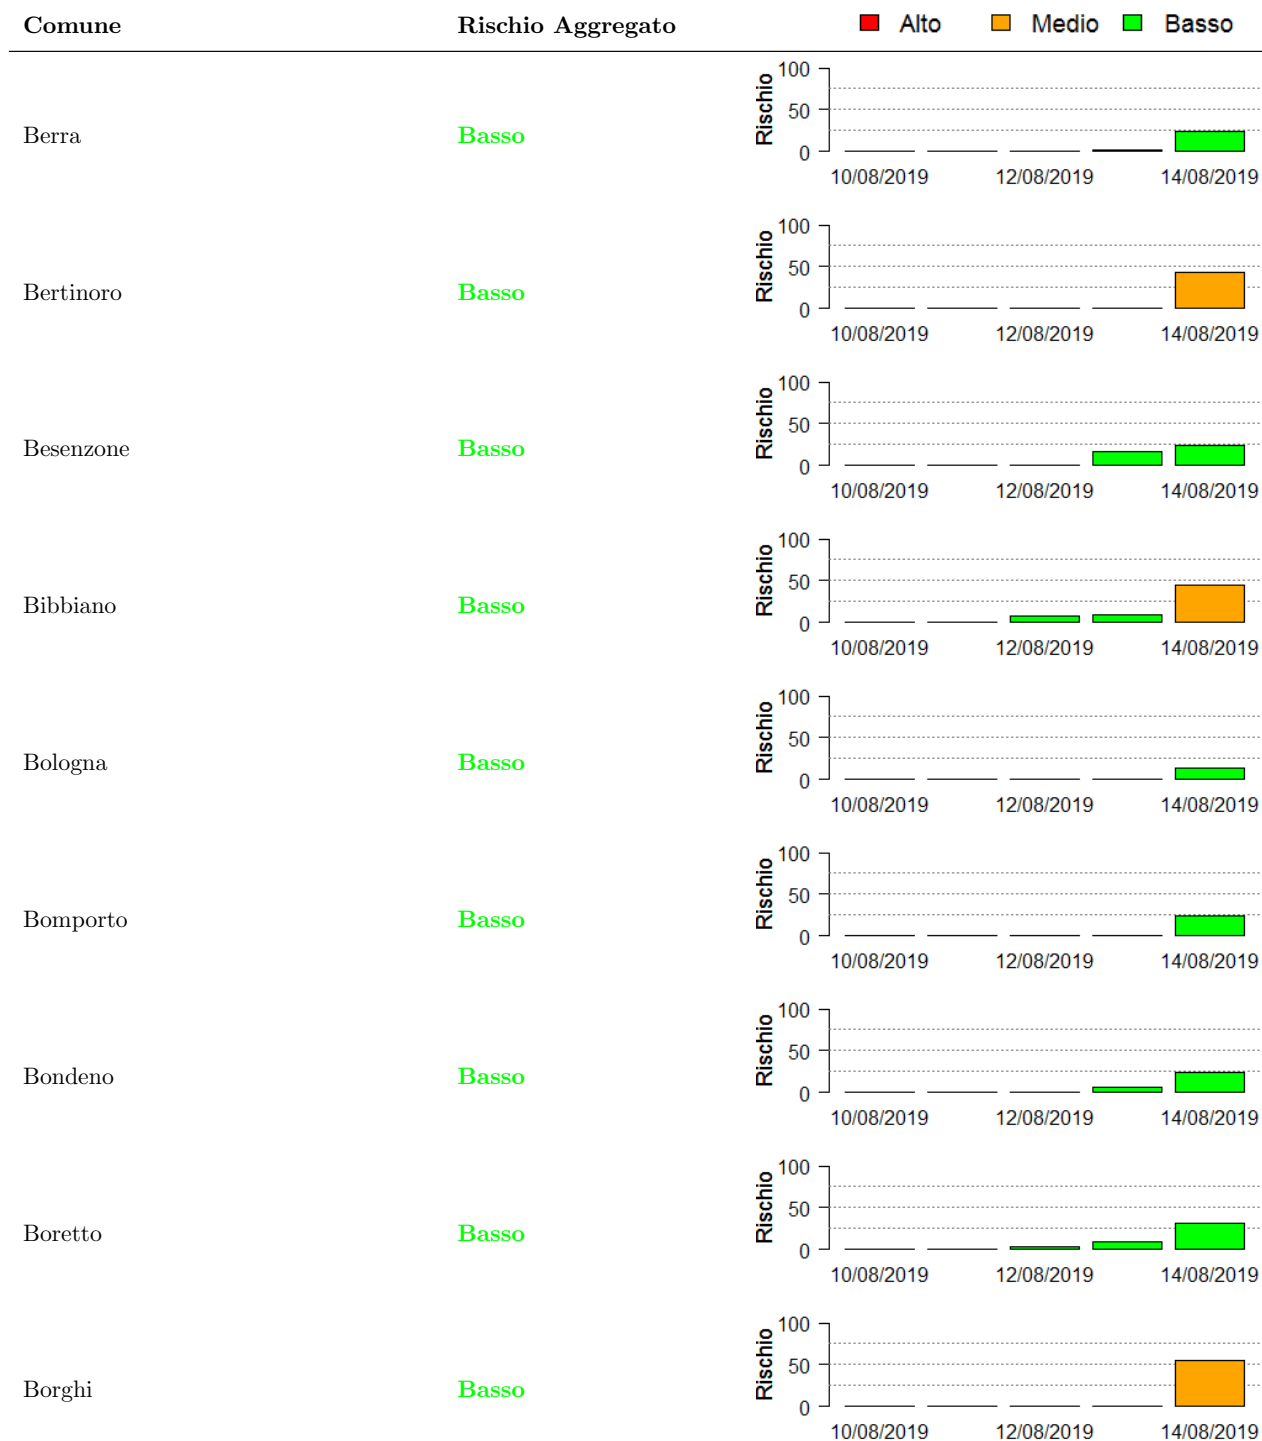 Comune Rischio Aggregato Alto Medio Basso
Berra Basso Rischio 100 50 0
10/08/2019 12/08/2019 14/08/2019
Bertinoro Basso Rischio 100 50 0
10/08/2019 12/08/2019 14/08/2019
Besenzone Basso Rischio 100 50 0
10/08/2019 12/08/2019 14/08/2019
Bibbiano Basso Rischio 100 50 0
10/08/2019 12/08/2019 14/08/2019
Bologna Basso Rischio 100 50 0
10/08/2019 12/08/2019 14/08/2019
Bomporto Basso Rischio 100 50 0
10/08/2019 12/08/2019 14/08/2019
Bondeno Basso Rischio 100 50 0
10/08/2019 12/08/2019 14/08/2019
Boretto Basso Rischio 100 50 0
10/08/2019 12/08/2019 14/08/2019
Borghi Basso Rischio 100 50 0
10/08/2019 12/08/2019 14/08/2019